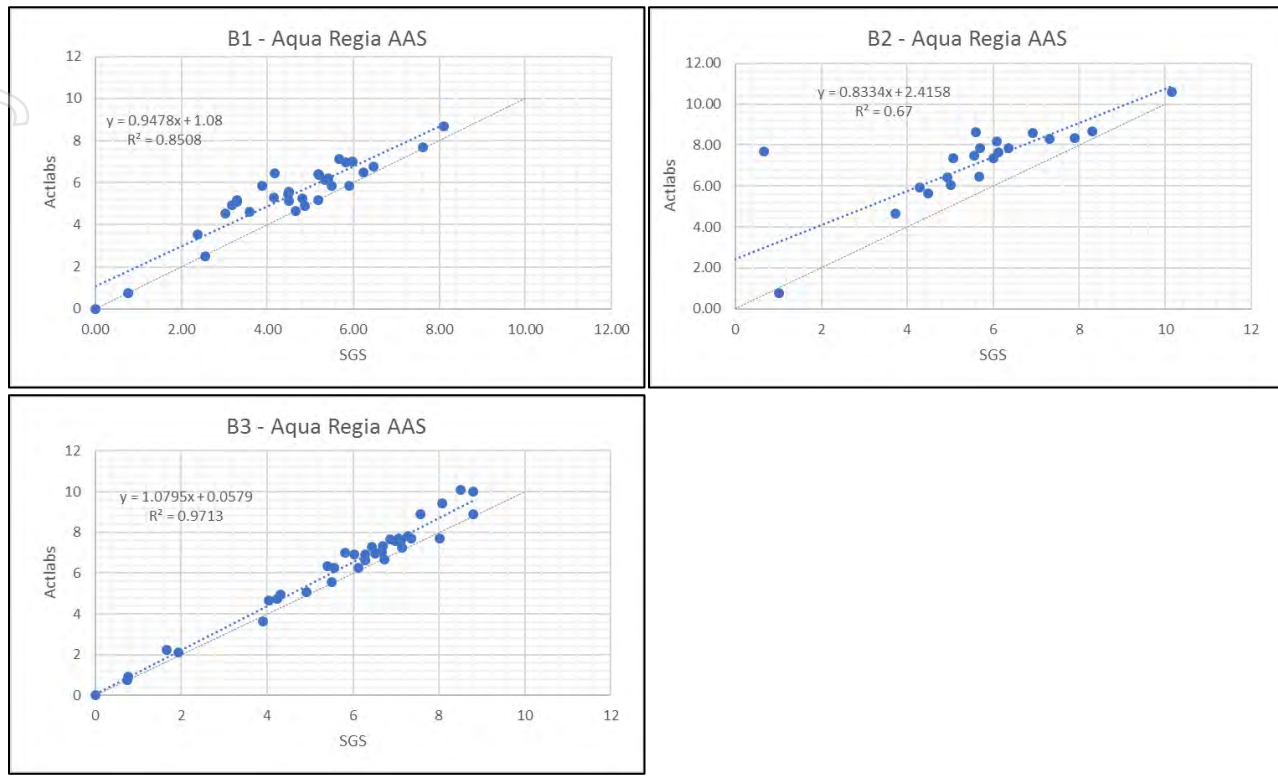 B1 - Aqua Regia AAS
12
10
8
6
4
2
0
Actlabs
y = 0.9478x + 1.08
R² = 0.8508
0.00 2.00 4.00 6.00 8.00 10.00 12.00
SGS
B2 - Aqua Regia AAS
12.00
10.00
8.00
6.00
4.00
2.00
0.00
Actlabs
y = 0.8334x + 2.4158
R² = 0.67
0 2 4 6 8 10 12
SGS
B3 - Aqua Regia AAS
12
10
8
6
4
2
0
Actlabs
y = 1.0795x + 0.0579
R² = 0.9713
0 2 4 6 8 10 12
SGS